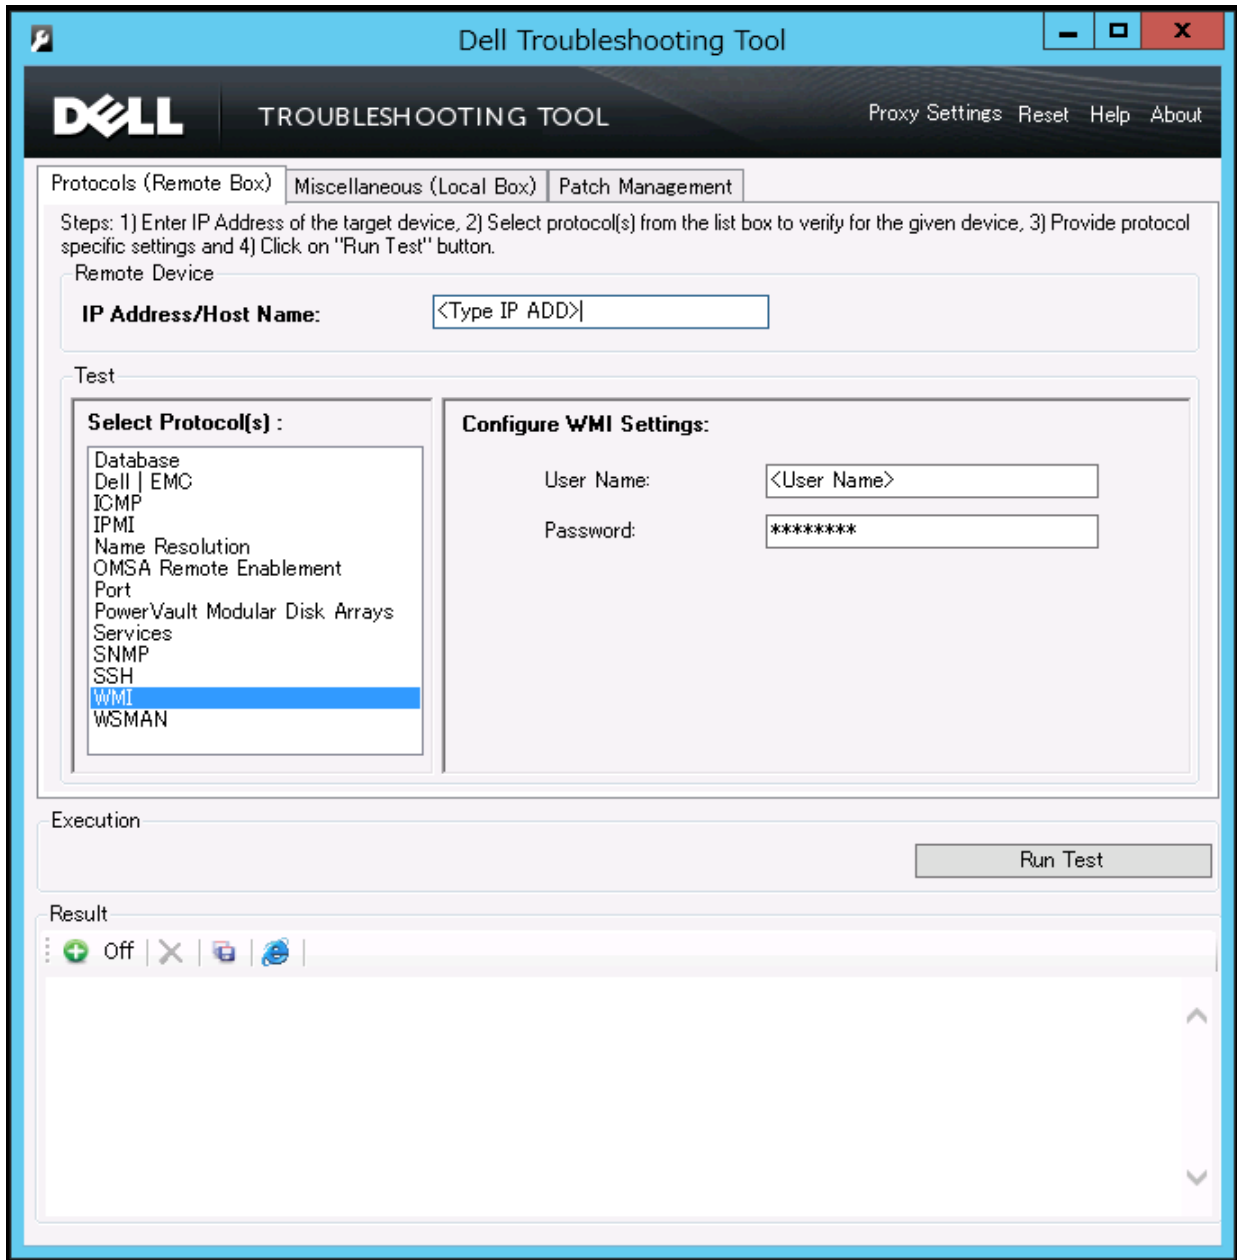 Dell Troubleshooting Tool
DELL
TROUBLESHOOTING TOOL
Proxy Settings Reset Help About
Protocols (Remote Box) Miscellaneous (Local Box) Patch Management
Steps: 1) Enter IP Address of the target device, 2) Select protocol(s) from the list box to verify for the given device, 3) Provide protocol
specific settings and 4) Click on "Run Test" button.
Remote Device
IP Address/Host Name: <Type IP ADD>
Test
Select Protocol(s) :
Database
Dell | EMC
ICMP
IPMI
Name Resolution
OMSA Remote Enablement
Port
PowerVault Modular Disk Arrays
Services
SNMP
SSH
WMI
WSMAN
Configure WMI Settings:
User Name: <User Name>
Password: ********
Execution
Run Test
Result
Off